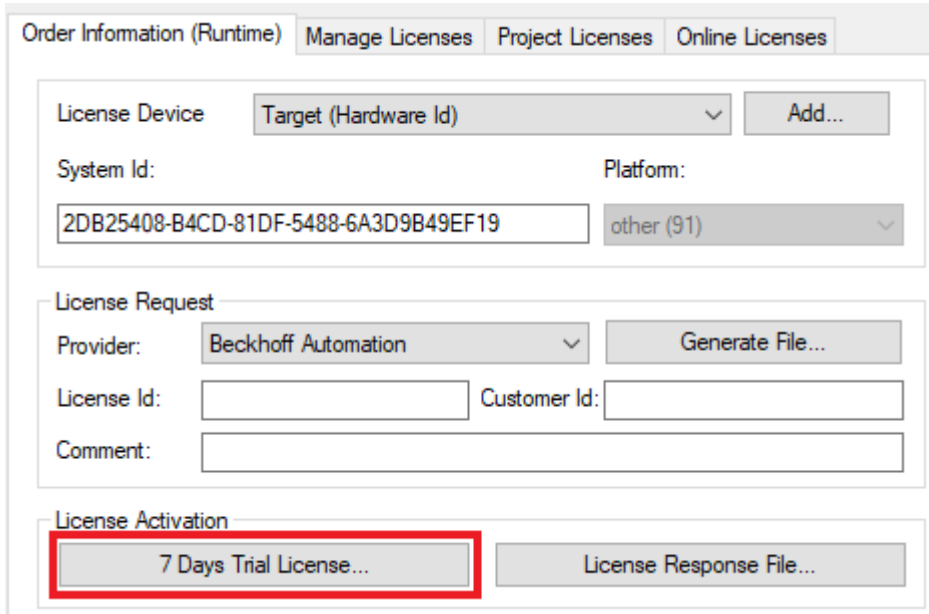 Order Information (Runtime) Manage Licenses Project Licenses Online Licenses
License Device Target (Hardware Id) Add...
System Id: Platform:
2DB25408-B4CD-81DF-5488-6A3D9B49EF19 other (91)
License Request
Provider: Beckhoff Automation Generate File...
License Id: Customer Id:
Comment:
License Activation
7 Days Trial License... License Response File...